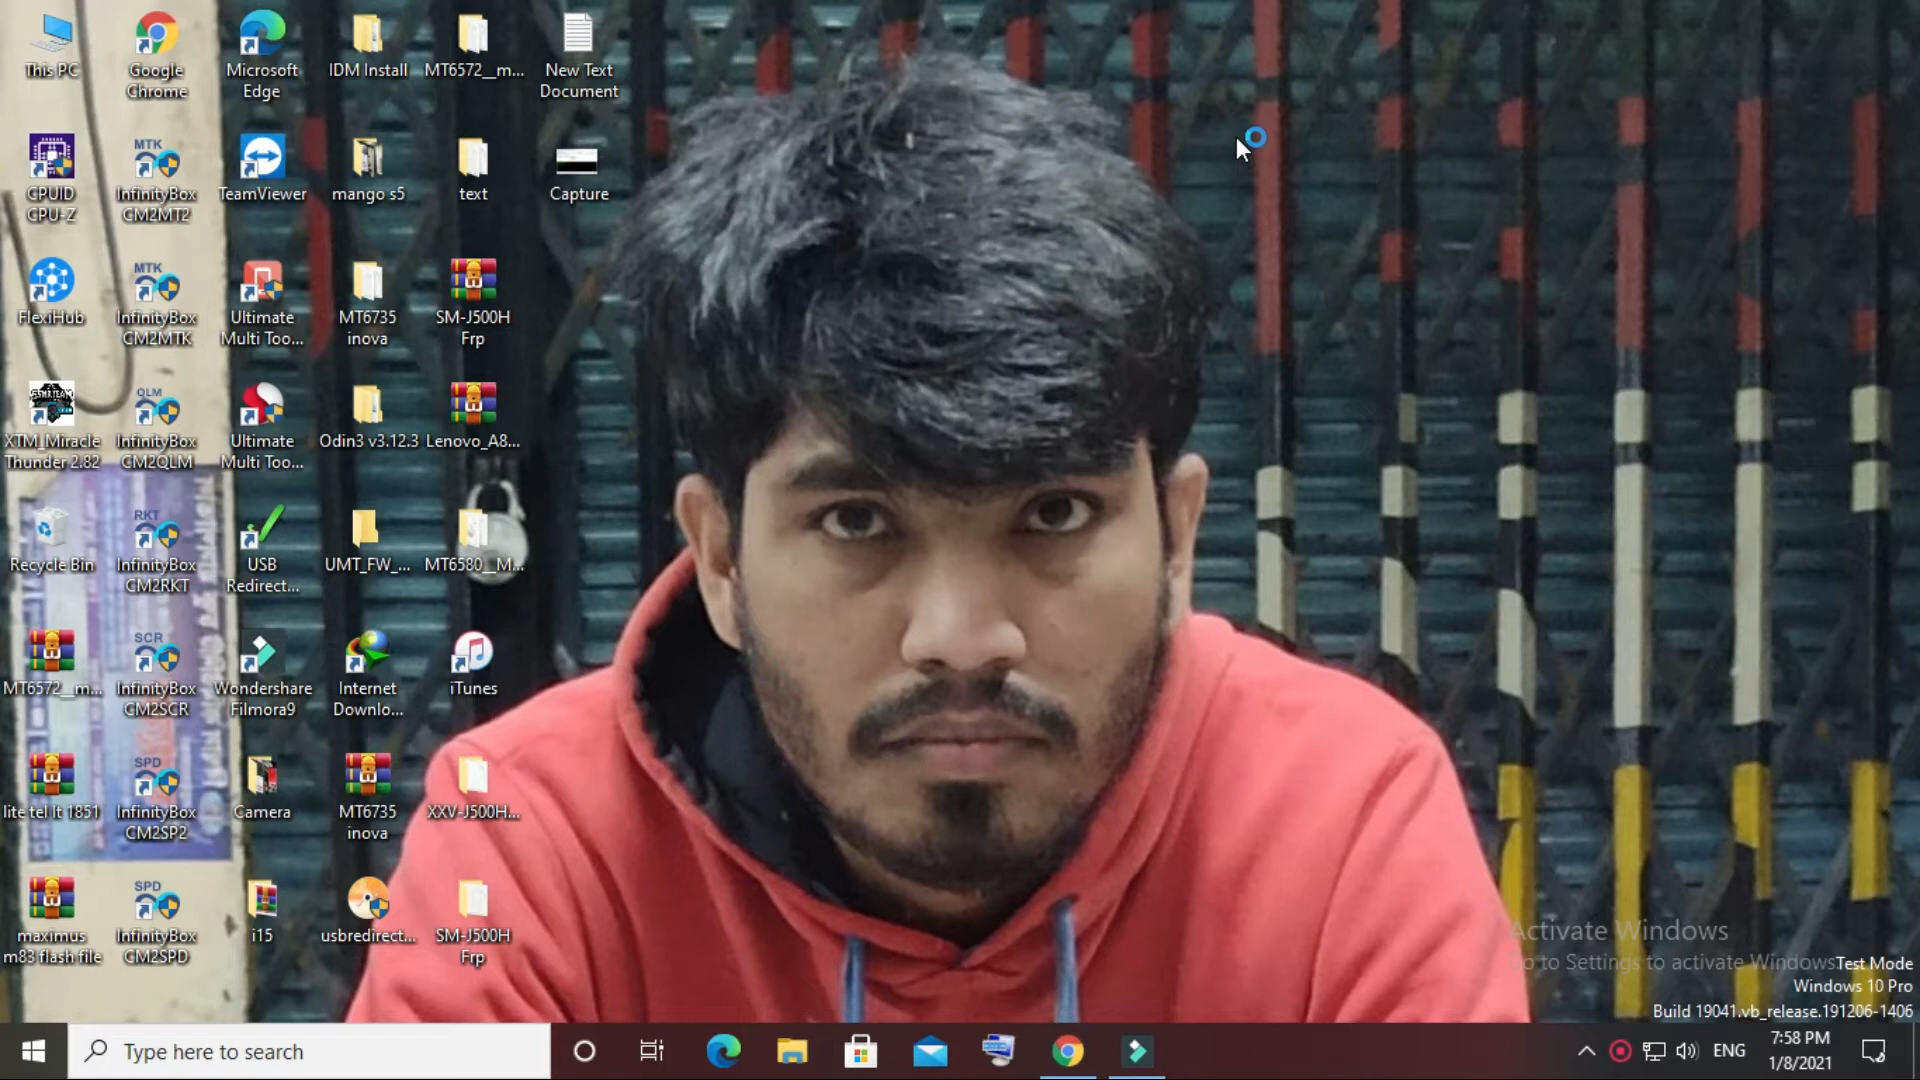 This PC
Google
Chrome
Microsoft
Edge
IDM Install
MT6572__m...
New Text
Document
CPUID
CPU-Z
MTK
InfinityBox
CM2MT2
TeamViewer
mango s5
text
Capture
FlexiHub
MTK
InfinityBox
CM2MTK
Ultimate
Multi Too...
MT6735
inova
SM-J500H
Frp
XTM_Miracle
Thunder 2.82
QLM
InfinityBox
CM2QLM
Ultimate
Multi Too...
Odin3 v3.12.3
Lenovo_A8...
Recycle Bin
RKT
InfinityBox
CM2RKT
USB
Redirect...
UMT_FW_...
MT6580__M...
MT6572__m...
SCR
InfinityBox
CM2SCR
Wondershare
Filmora9
Internet
Downlo...
iTunes
lite tel lt 1851
SPD
InfinityBox
CM2SP2
Camera
MT6735
inova
XXV-J500H...
maximus
m83 flash file
SPD
InfinityBox
CM2SPD
i15
usbredirect...
SM-J500H
Frp
Activate Windows
Go to Settings to activate Windows.
Test Mode
Windows 10 Pro
Build 19041.vb_release.191206-1406
Type here to search
ENG
7:58 PM
1/8/2021